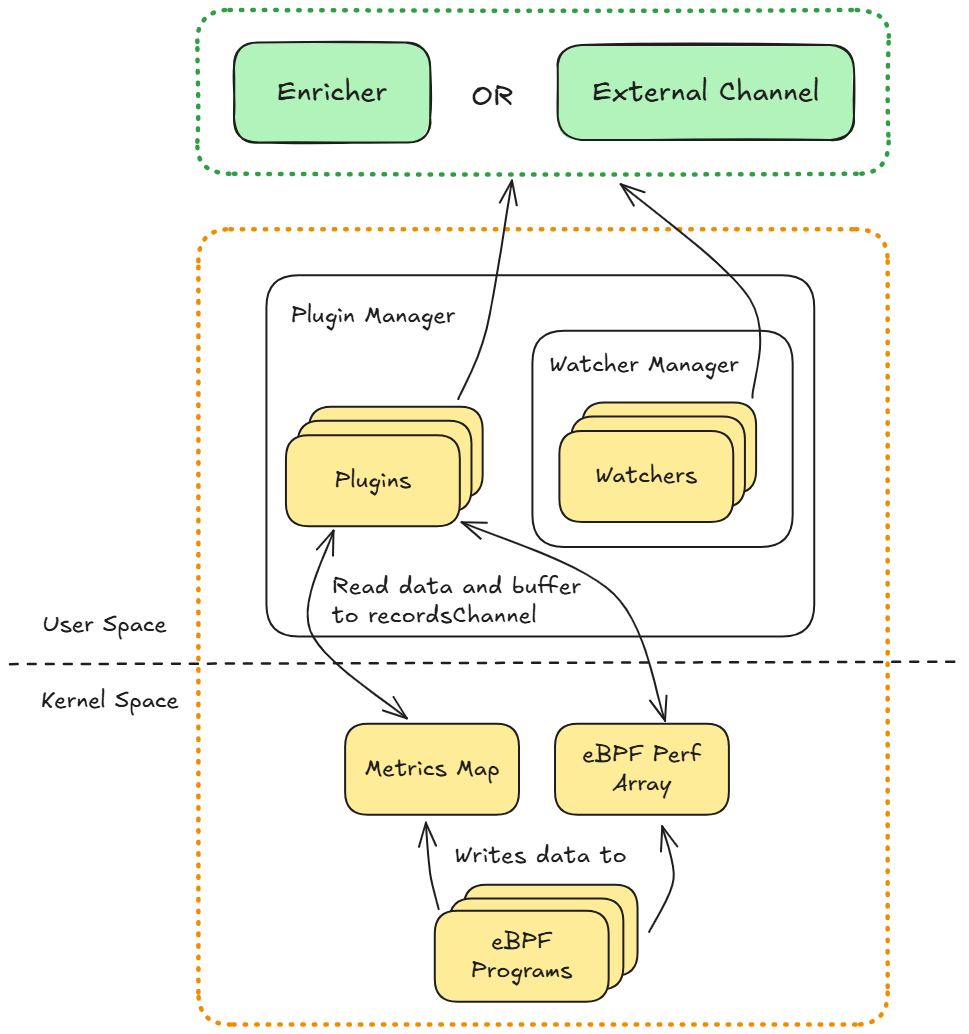 Enricher
OR
External Channel
Plugin Manager
Watcher Manager
Plugins
Watchers
Read data and buffer
to recordsChannel
User Space
Kernel Space
Metrics Map
eBPF Perf
Array
Writes data to
eBPF
Programs